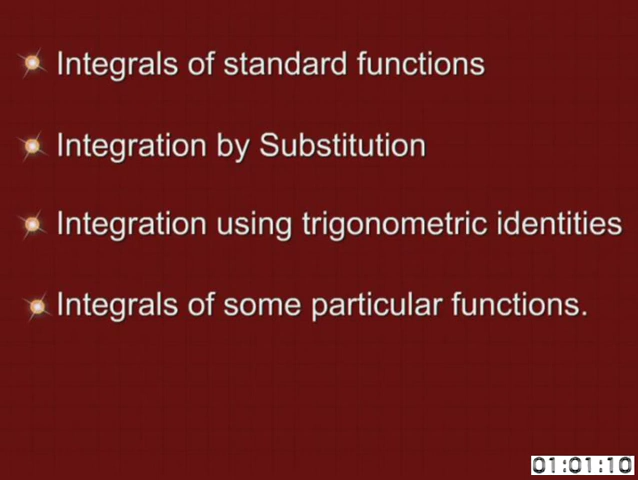 Integrals of standard functions
Integration by Substitution
Integration using trigonometric identities
Integrals of some particular functions.
01:01:10